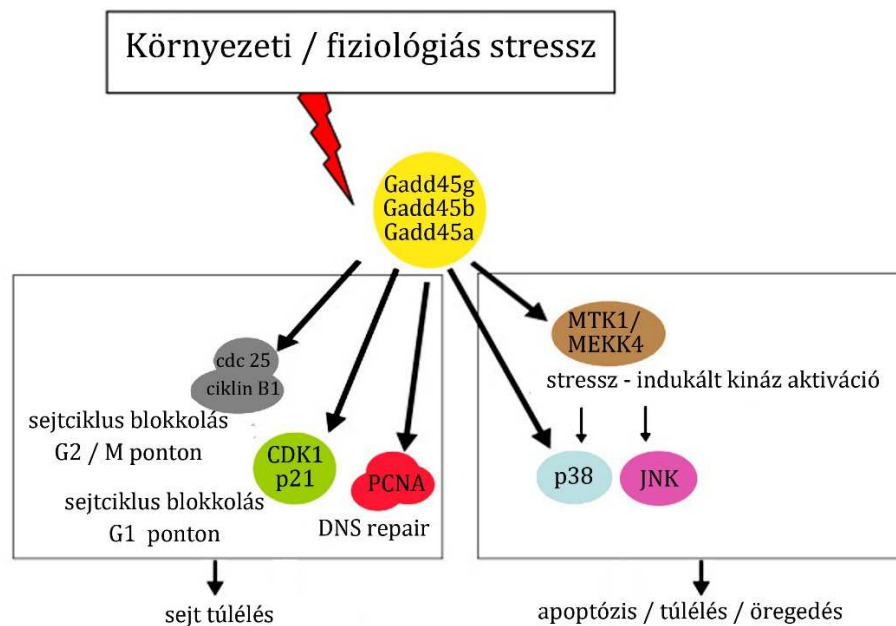 Környezeti / fiziológiás stressz
Gadd45g
Gadd45b
Gadd45a
cdc 25
ciklin B1
sejtciklus blokkolás
G2 / M ponton
CDK1
p21
sejtciklus blokkolás
G1 ponton
PCNA
DNS repair
sejt túlélés
MTK1/
MEKK4
stressz - indukált kináz aktiváció
p38
JNK
apoptózis / túlélés / öregedés